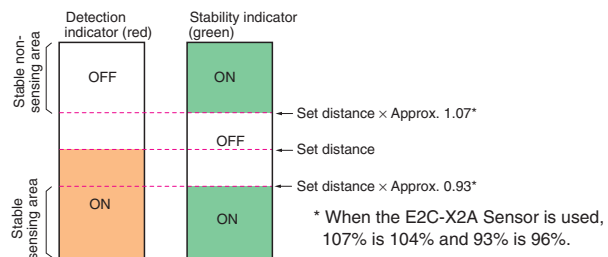 Detection
indicator (red)
Stability indicator
(green)
Stable non-
sensing area
OFF
ON
Set distance × Approx. 1.07*
OFF
Set distance
Set distance × Approx. 0.93*
Stable
sensing area
ON
ON
* When the E2C-X2A Sensor is used,
107% is 104% and 93% is 96%.